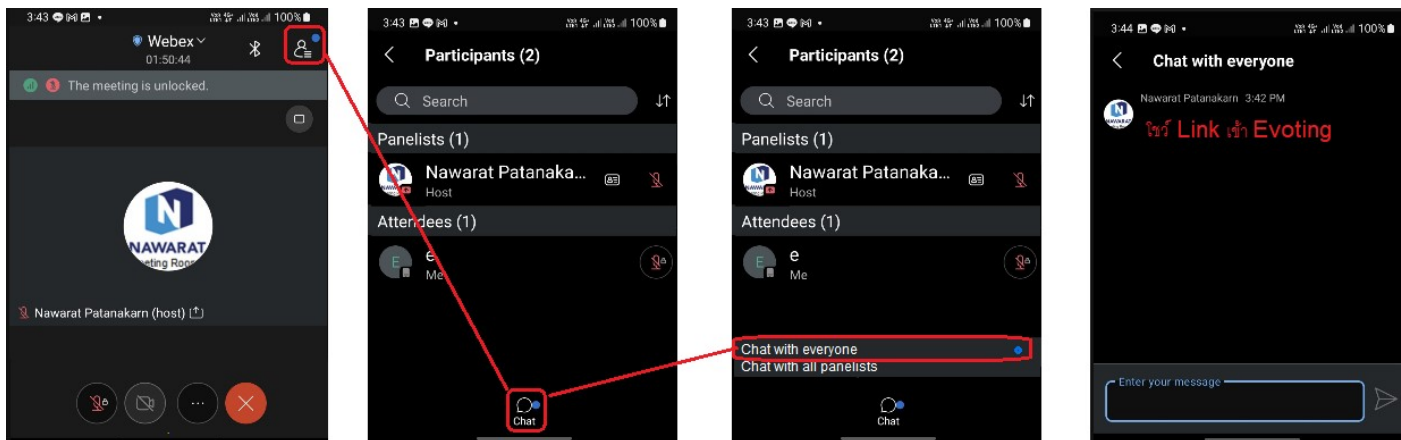 3:43
100%
Webex
01:50:44
The meeting is unlocked.
NAWARAT
Nawarat Patanakarn (host)
3:43
100%
Participants (2)
Search
Panelists (1)
Nawarat Patanaka...
Host
Attendees (1)
E
e
Me
Chat
3:43
100%
Participants (2)
Search
Panelists (1)
Nawarat Patanaka...
Host
Attendees (1)
E
e
Me
Chat with everyone
Chat with all panelists
Chat
3:44
100%
Chat with everyone
Nawarat Patanakarn 3:42 PM
โชว์ Link เข้า Evoting
Enter your message